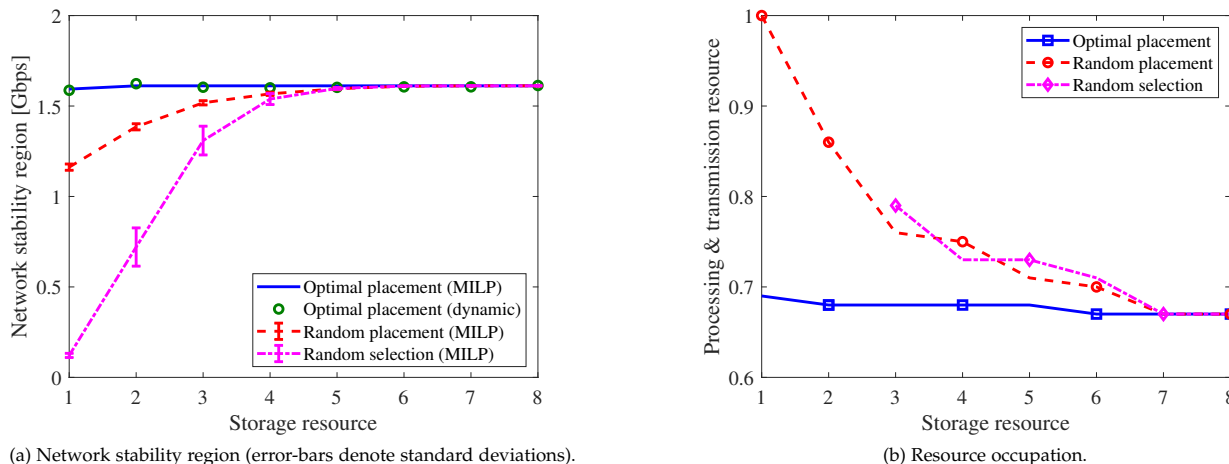 Network stability region [Gbps]
2
1.5
1
0.5
0
Optimal placement (MILP)
Optimal placement (dynamic)
Random placement (MILP)
Random selection (MILP)
1 2 3 4 5 6 7 8
Storage resource
(a) Network stability region (error-bars denote standard deviations).
Processing & transmission resource
1
0.9
0.8
0.7
0.6
Optimal placement
Random placement
Random selection
1 2 3 4 5 6 7 8
Storage resource
(b) Resource occupation.